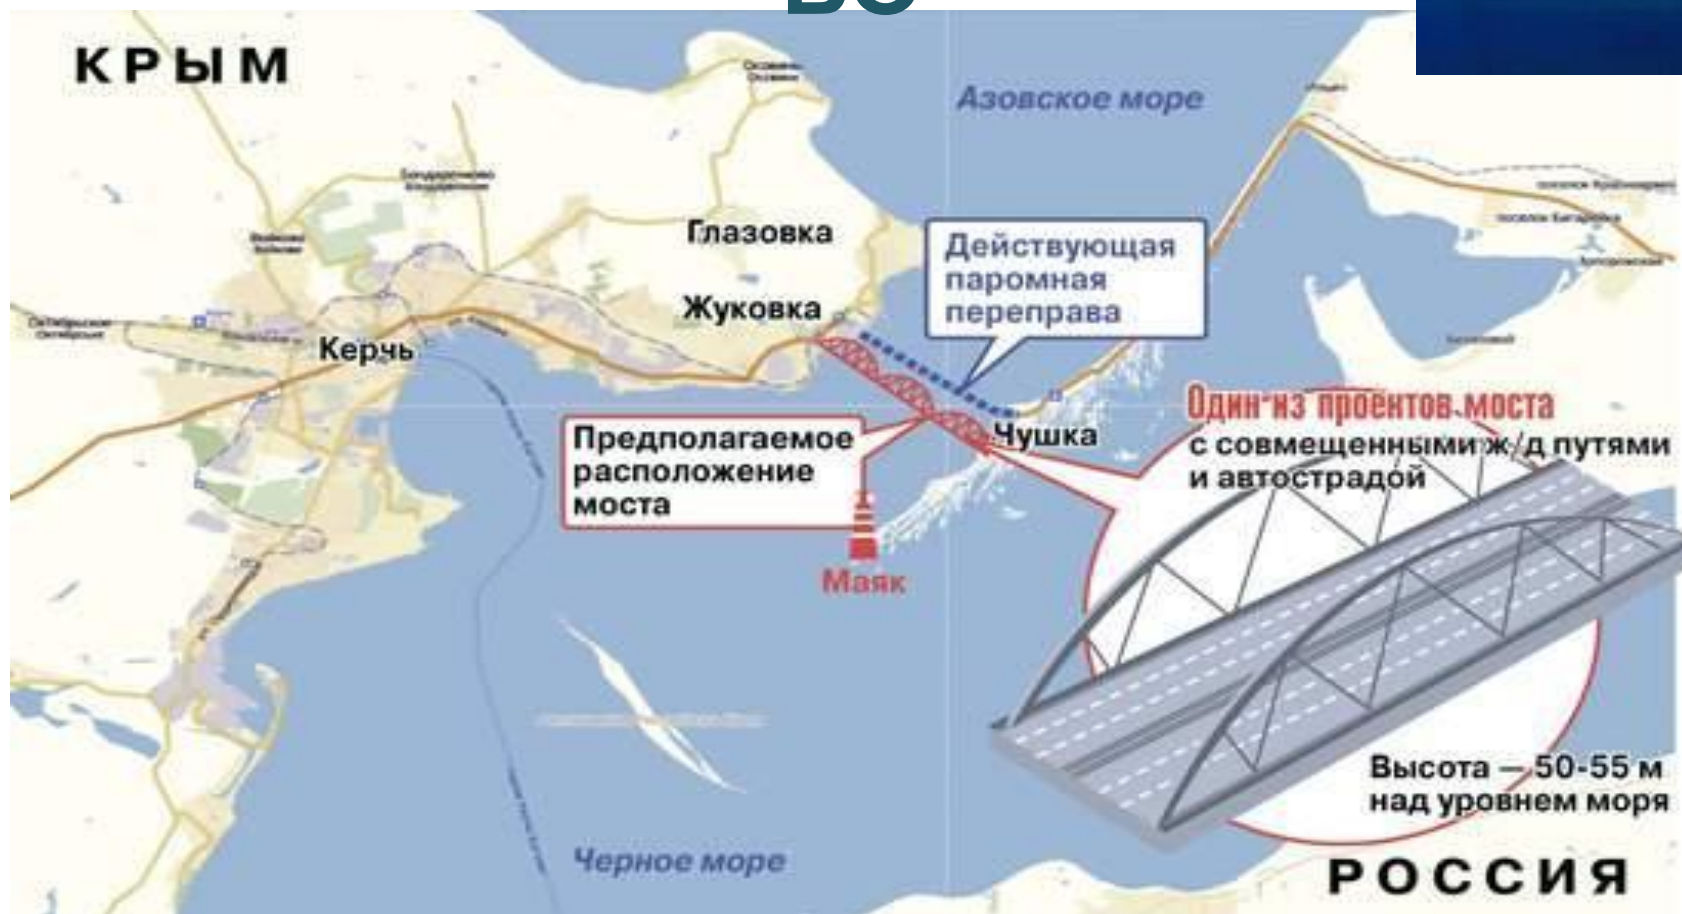 КРЫМ
Азовское море
Глазовка
Жуковка
Керчь
Действующая
паромная
переправа
Чушка
Предполагаемое
расположение
моста
Маяк
Один из проектов моста
с совмещенными ж/д путями
и автострадой
Высота — 50-55 м
над уровнем моря
Черное море
РОССИЯ